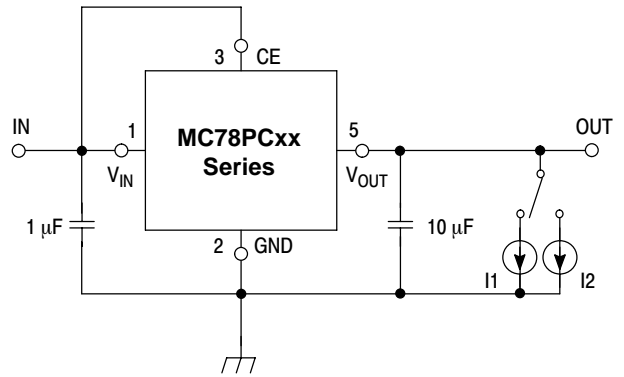 3
CE
IN
1
MC78PCxx
Series
5
OUT
VIN
VOUT
1 μF
2
GND
10 μF
I1
I2